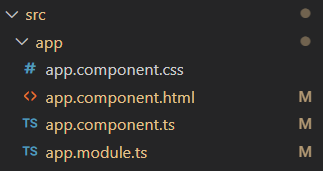 src
app
# app.component.css
<> app.component.html M
TS app.component.ts M
TS app.module.ts M